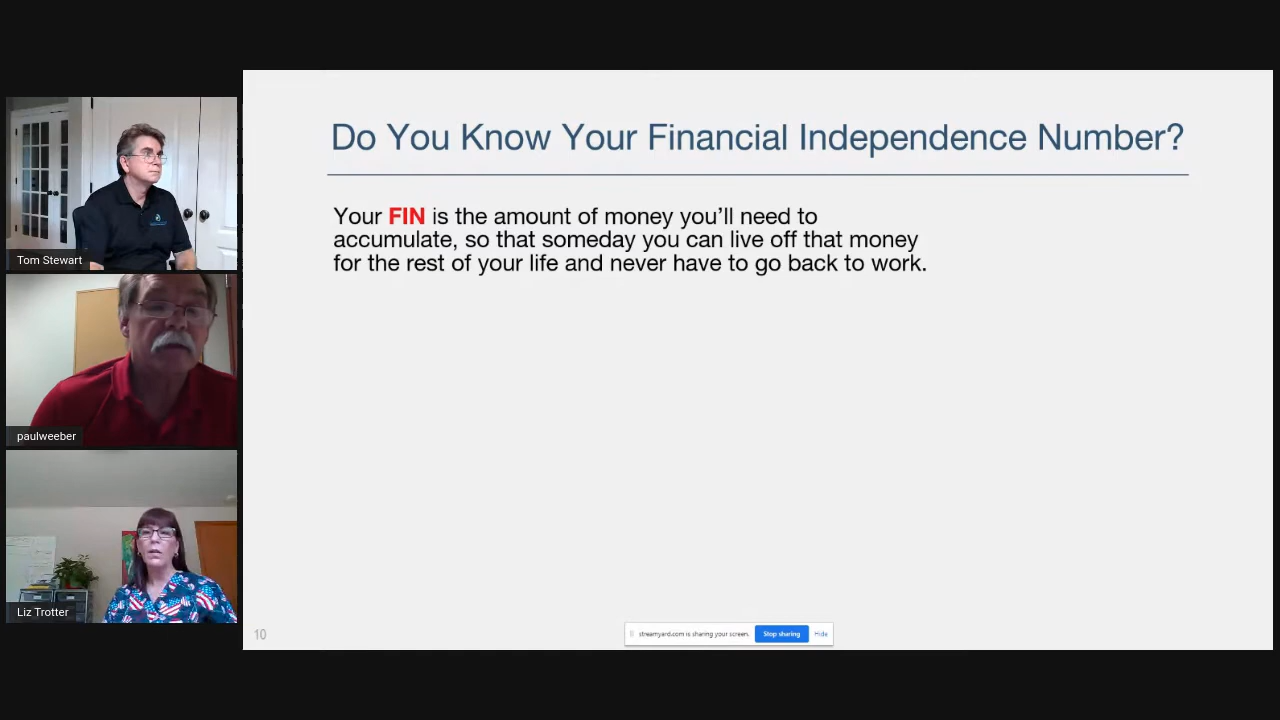 Do You Know Your Financial Independence Number?
Your FIN is the amount of money you’ll need to
accumulate, so that someday you can live off that money
for the rest of your life and never have to go back to work.
Tom Stewart
paulweeber
Liz Trotter
10
streamyard.com is sharing your screen.
Stop sharing
Hide